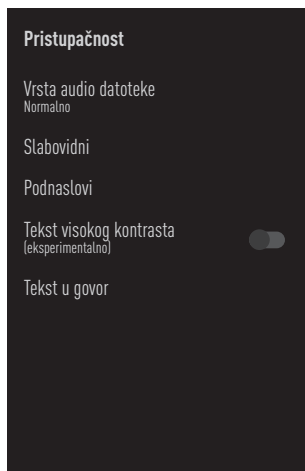 Pristupačnost
Vrsta audio datoteke
Normalno
Slabovidni
Podnaslovi
Tekst visokog kontrasta
(eksperimentalno)
Tekst u govor